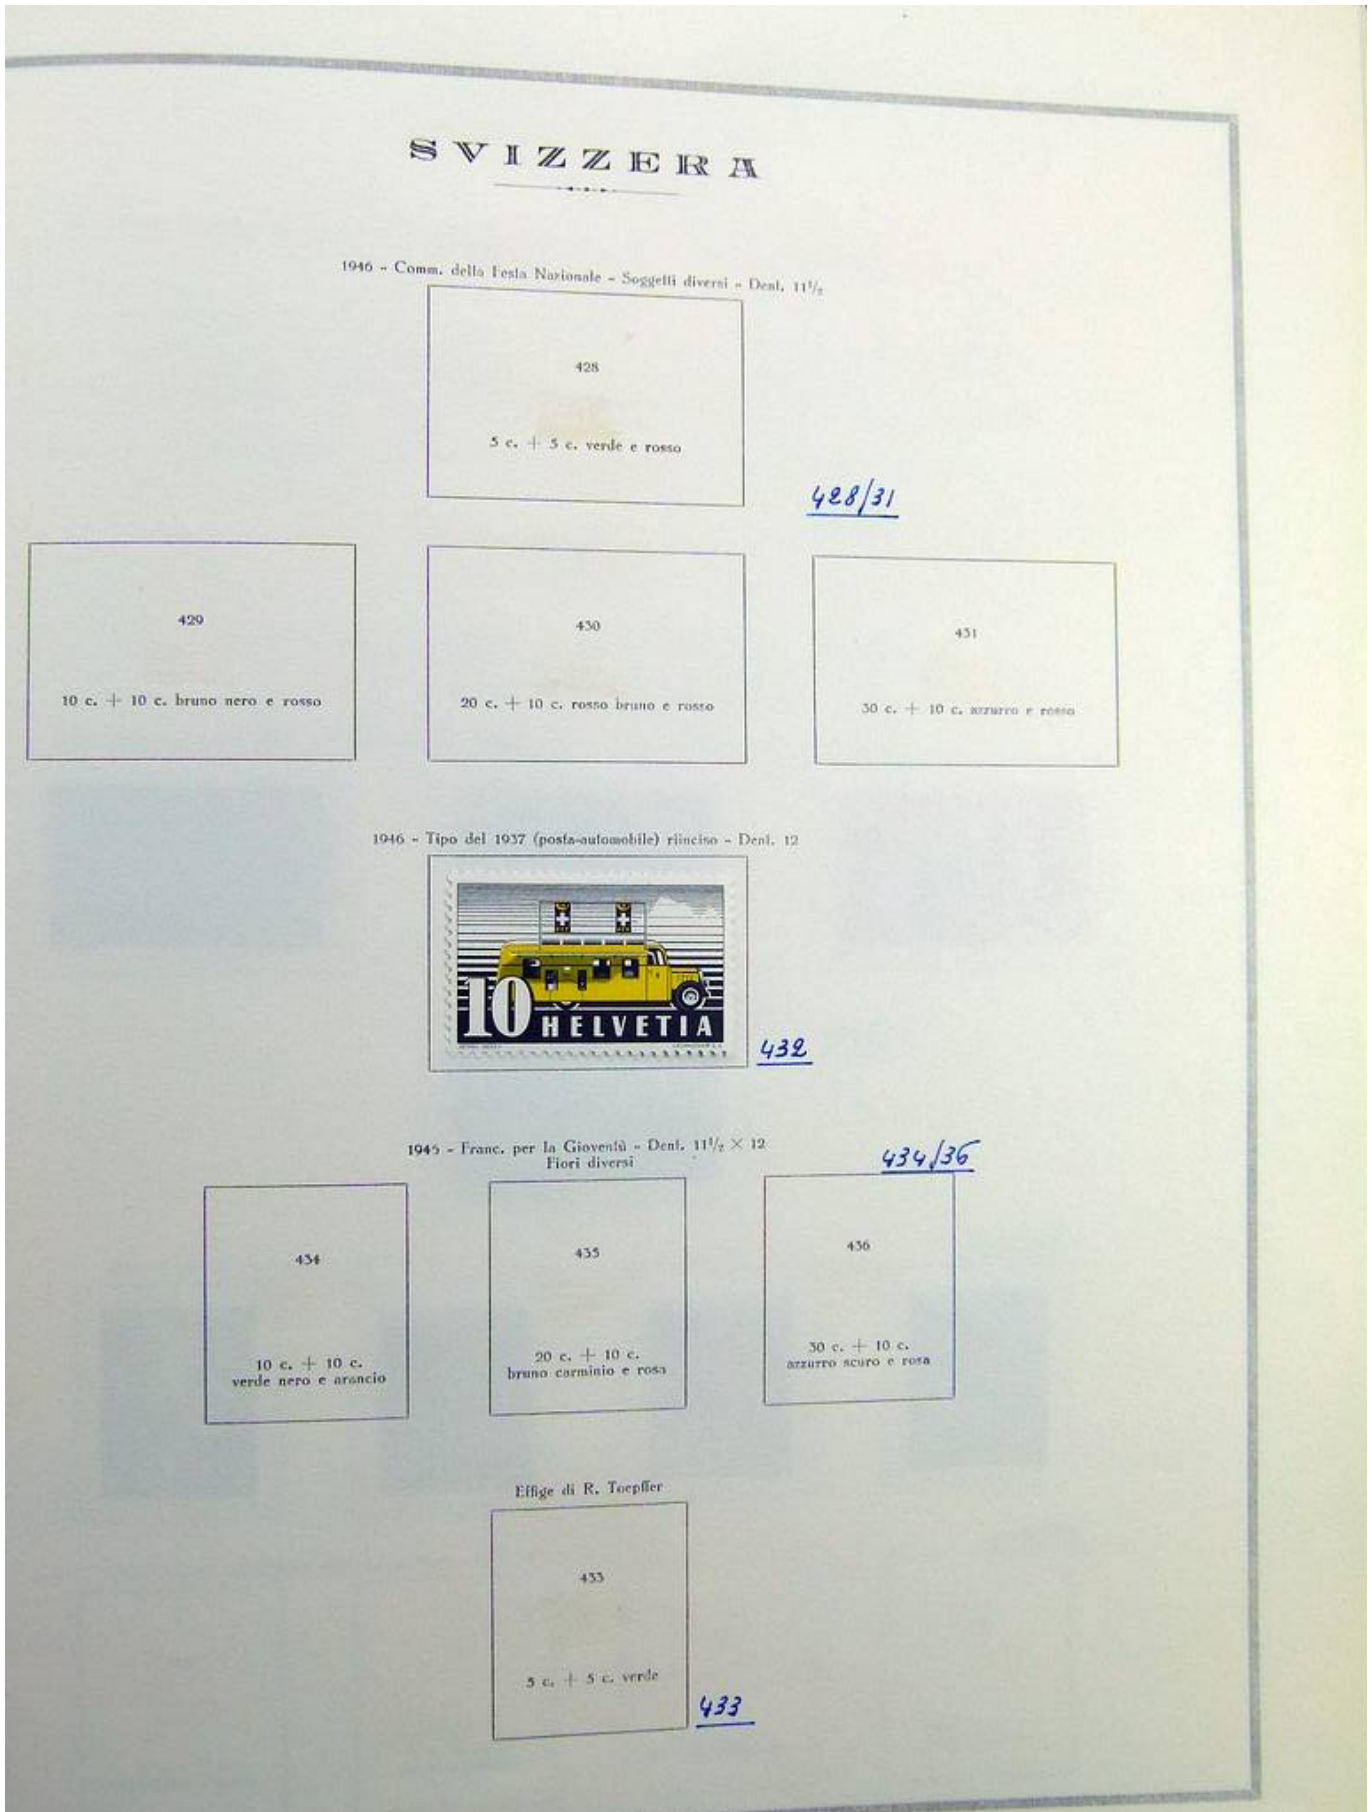 SVIZZERA
1946 - Comm. della Festa Nazionale - Soggetti diversi - Dent. 11½
428
5 c. + 5 c. verde e rosso
428/31
429
10 c. + 10 c. bruno nero e rosso
430
20 c. + 10 c. rosso bruno e rosso
431
30 c. + 10 c. azzurro e rosso
1946 - Tipo del 1937 (posta-automobile) riinciso - Dent. 12
10 HELVETIA
432
1945 - Franc. per la Gioventù - Dent. 11½ × 12
Fiori diversi
434/36
434
10 c. + 10 c.
verde nero e arancio
435
20 c. + 10 c.
bruno carminio e rosa
436
30 c. + 10 c.
azzurro scuro e rosa
Effige di R. Toepffer
433
5 c. + 5 c. verde
433